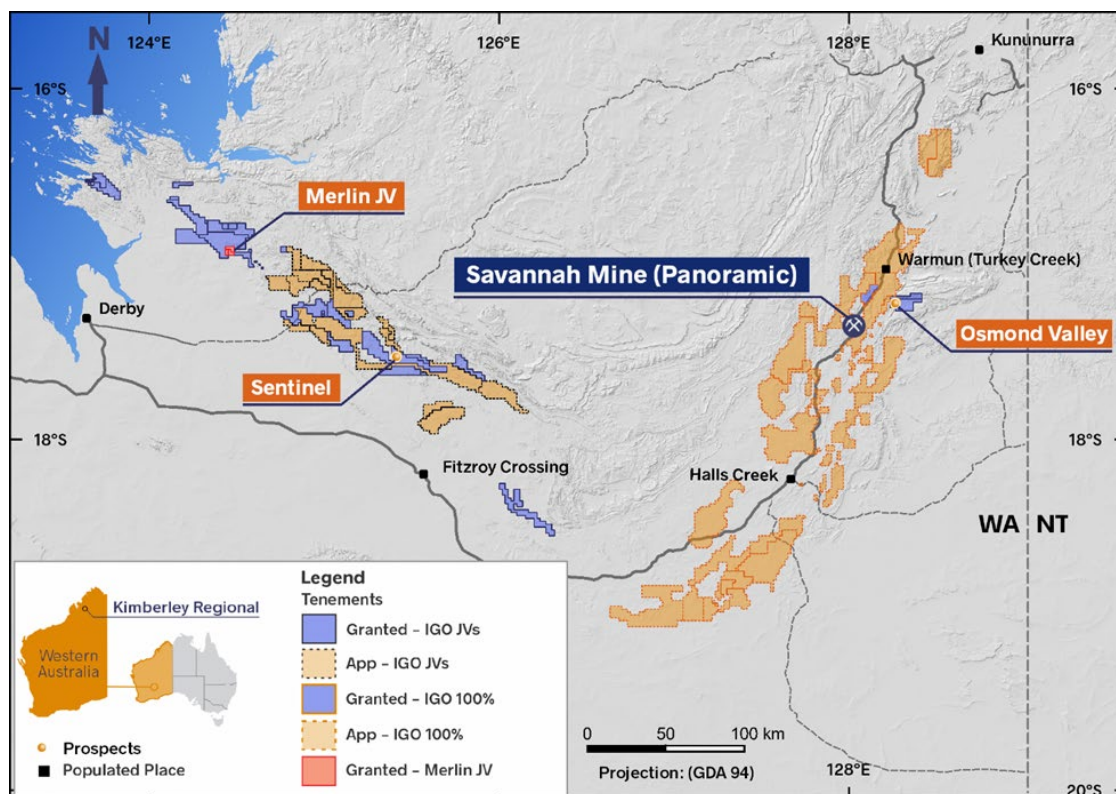 N
124°E
126°E
128°E
Kununurra
16°S
16°S
Merlin JV
Savannah Mine (Panoramic)
Warmun (Turkey Creek)
Derby
Osmond Valley
Sentinel
18°S
18°S
Fitzroy Crossing
Halls Creek
WA NT
Legend
Tenements
Kimberley Regional
Granted – IGO JVs
Western
Australia
App – IGO JVs
Granted – IGO 100%
App – IGO 100%
Granted – Merlin JV
Prospects
Populated Place
0 50 100 km
Projection: (GDA 94)
128°E
20°S